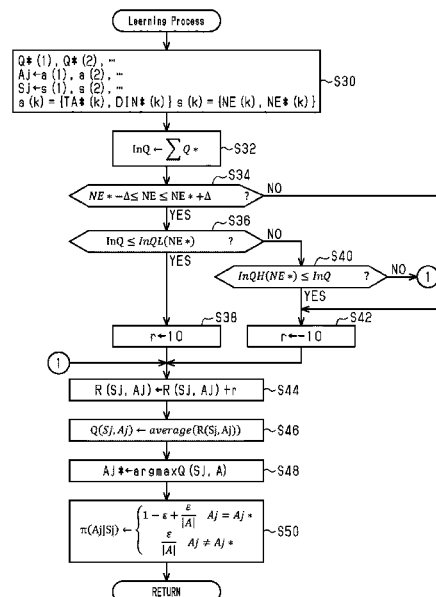 Learning Process
Q*(1), Q*(2), …
Aj←a(1), a(2), …
Sj←s(1), s(2), …
a(k)={TA*(k), DIN*(k)} s(k)={NE(k), NE*(k)}
S30
InQ ← ∑ Q *
S32
S34
NE * −Δ ≤ NE ≤ NE * +Δ ?
NO
YES
S36
InQ ≤ InQL(NE *) ?
NO
YES
S40
InQH(NE *) ≤ InQ ?
NO
1
YES
S38
r←10
S42
r←-10
1
R(Sj, Aj)←R(Sj, Aj)+r
S44
Q(Sj, Aj) ← average(R(Sj, Aj))
S46
Aj*←argmaxQ(Sj, A)
S48
π(Aj|Sj) ← { 1 − ε + ε/|A| Aj = Aj *
ε/|A| Aj ≠ Aj *
S50
RETURN